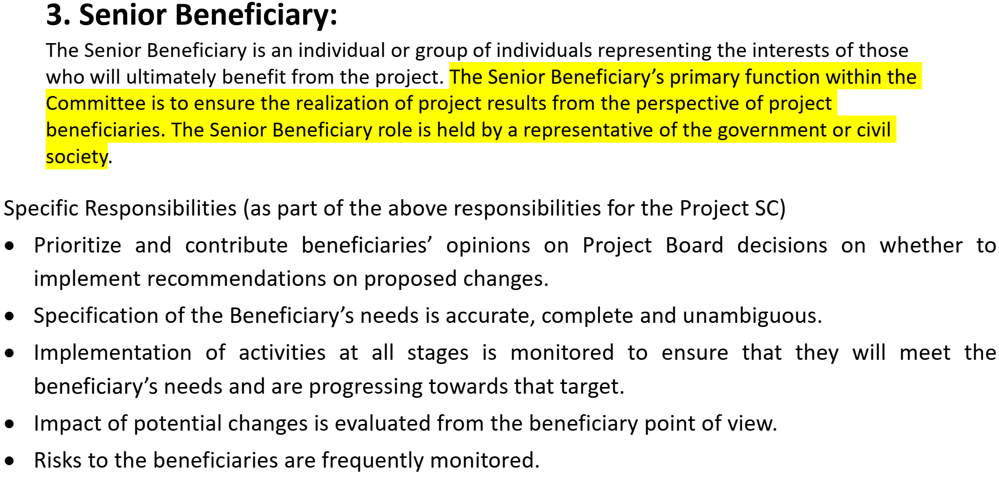 3. Senior Beneficiary:
The Senior Beneficiary is an individual or group of individuals representing the interests of those
who will ultimately benefit from the project. The Senior Beneficiary’s primary function within the
Committee is to ensure the realization of project results from the perspective of project
beneficiaries. The Senior Beneficiary role is held by a representative of the government or civil
society.
Specific Responsibilities (as part of the above responsibilities for the Project SC)
• Prioritize and contribute beneficiaries’ opinions on Project Board decisions on whether to
implement recommendations on proposed changes.
• Specification of the Beneficiary’s needs is accurate, complete and unambiguous.
• Implementation of activities at all stages is monitored to ensure that they will meet the
beneficiary’s needs and are progressing towards that target.
• Impact of potential changes is evaluated from the beneficiary point of view.
• Risks to the beneficiaries are frequently monitored.